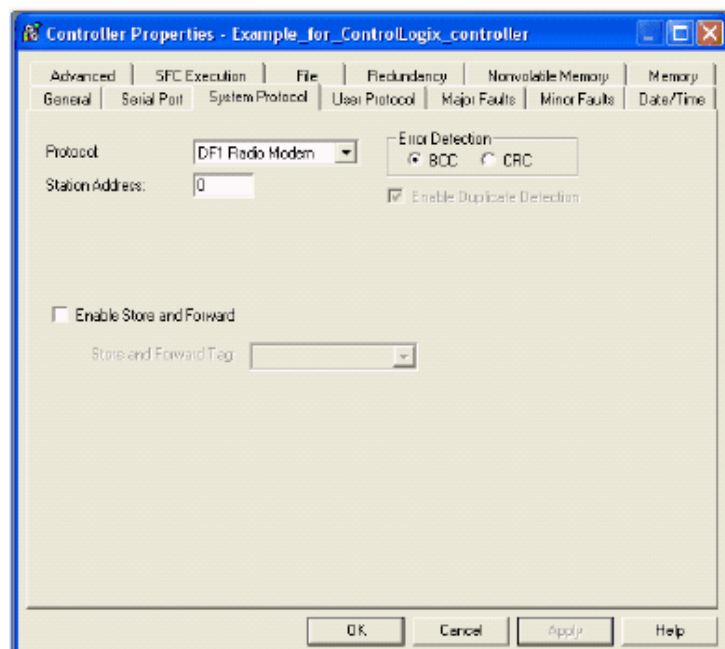 Controller Properties - Example_for_ControlLogix_controller
Advanced SFC Execution File Redundancy Nonvolatile Memory Memory
General Serial Port System Protocol User Protocol Major Faults Minor Faults Date/Time
Protocol: DF1 Radio Modem
Error Detection
BCC CRC
Station Address: 0
Enable Duplicate Detection
Enable Store and Forward
Store and Forward Tag:
OK Cancel Apply Help